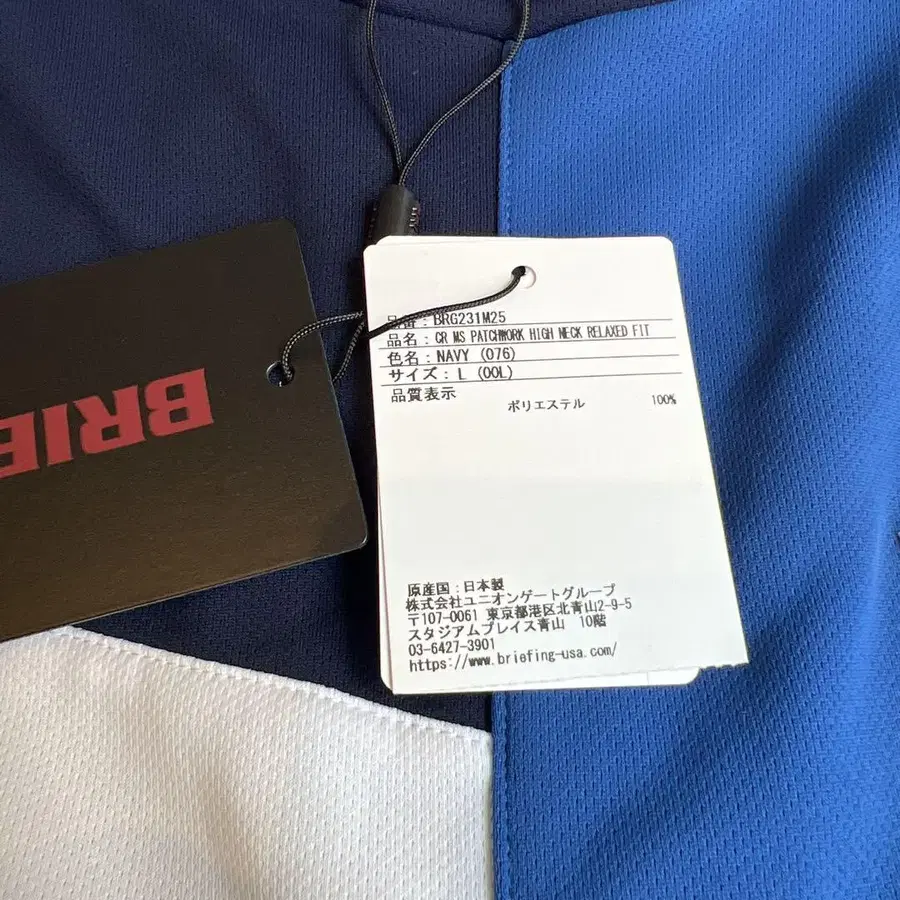 BRIE
品番：BRG231M25
品名：CR MS PATCHWORK HIGH NECK RELAXED FIT
色名：NAVY (076)
サイズ：L (00L)
品質表示
ポリエステル 100%
原産国：日本製
株式会社ユニオンゲートグループ
〒107-0061 東京都港区北青山2-9-5
スタジアムプレイス青山 10階
03-6427-3901
https://www.briefing-usa.com/